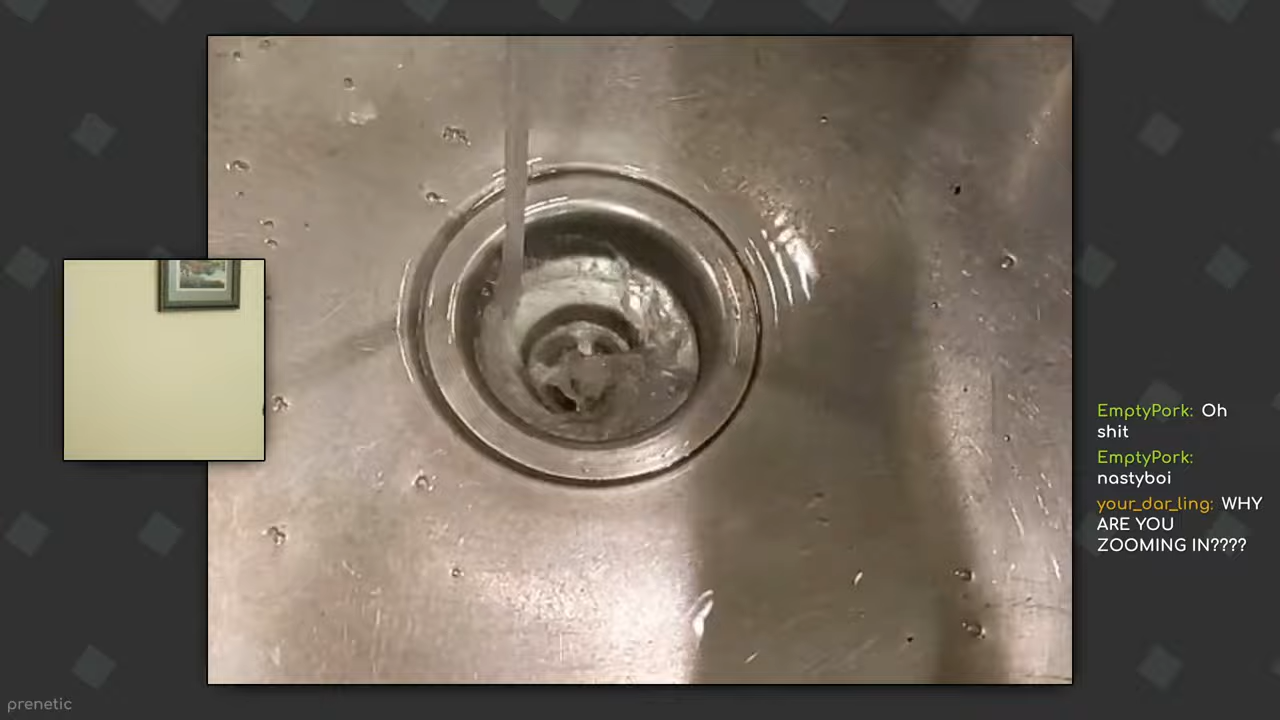 EmptyPork: Oh
shit
EmptyPork:
nastyboi
your_dar_ling: WHY
ARE YOU
ZOOMING IN????
prenetic